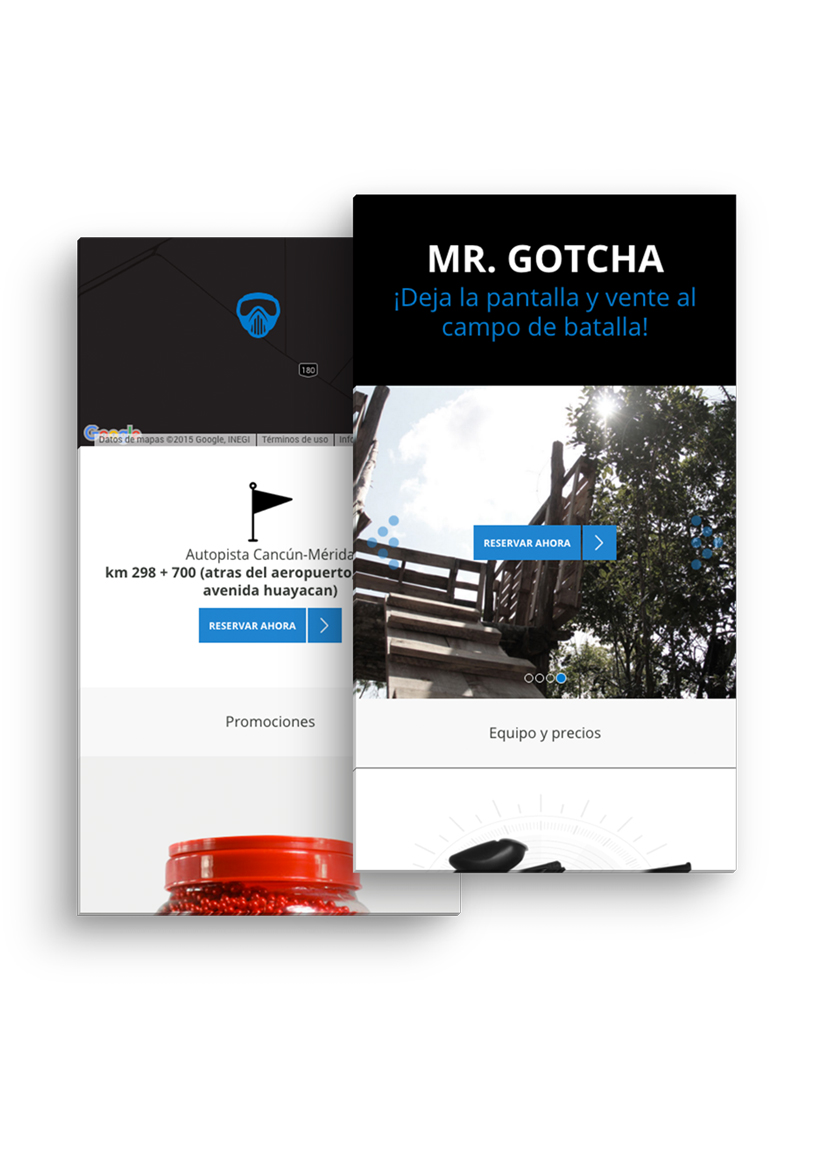 MR. GOTCHA
¡Deja la pantalla y vente al
campo de batalla!
RESERVAR AHORA
Equipo y precios
180
Google
Datos de mapas ©2015 Google, INEGI
Términos de uso
Autopista Cancún-Mérida
km 298 + 700 (atras del aeropuerto,
avenida huayacan)
RESERVAR AHORA
Promociones